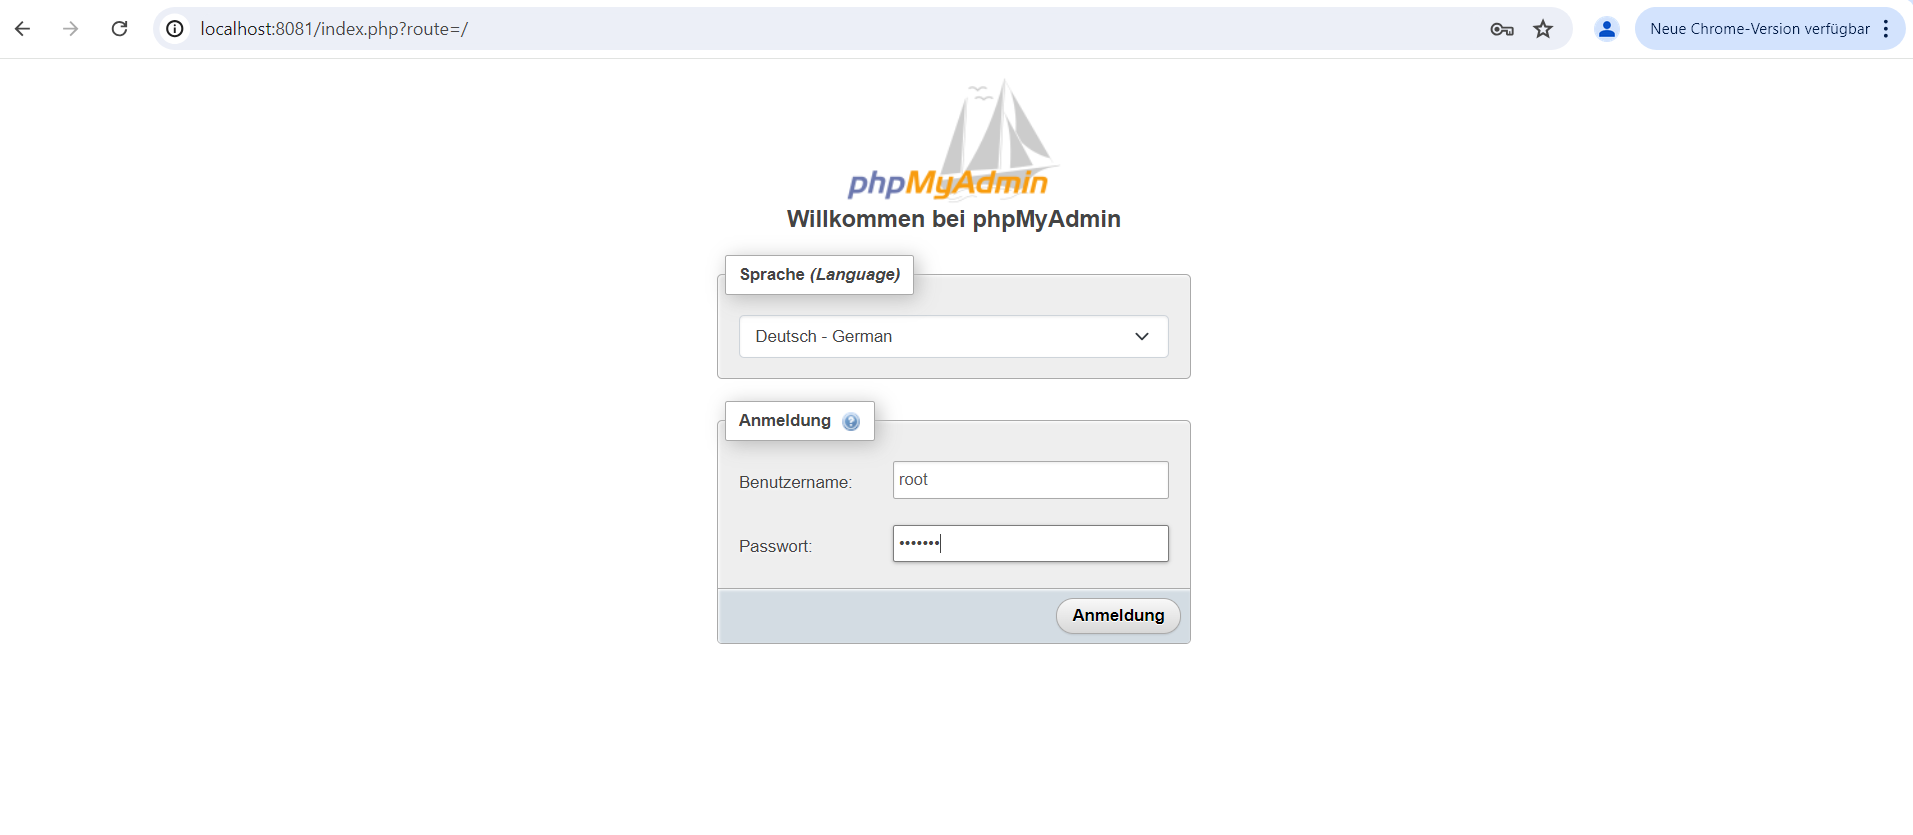 localhost:8081/index.php?route=/
Neue Chrome-Version verfügbar
phpMyAdmin
Willkommen bei phpMyAdmin
Sprache (Language)
Deutsch - German
Anmeldung ?
Benutzername: root
Passwort: •••••••
Anmeldung